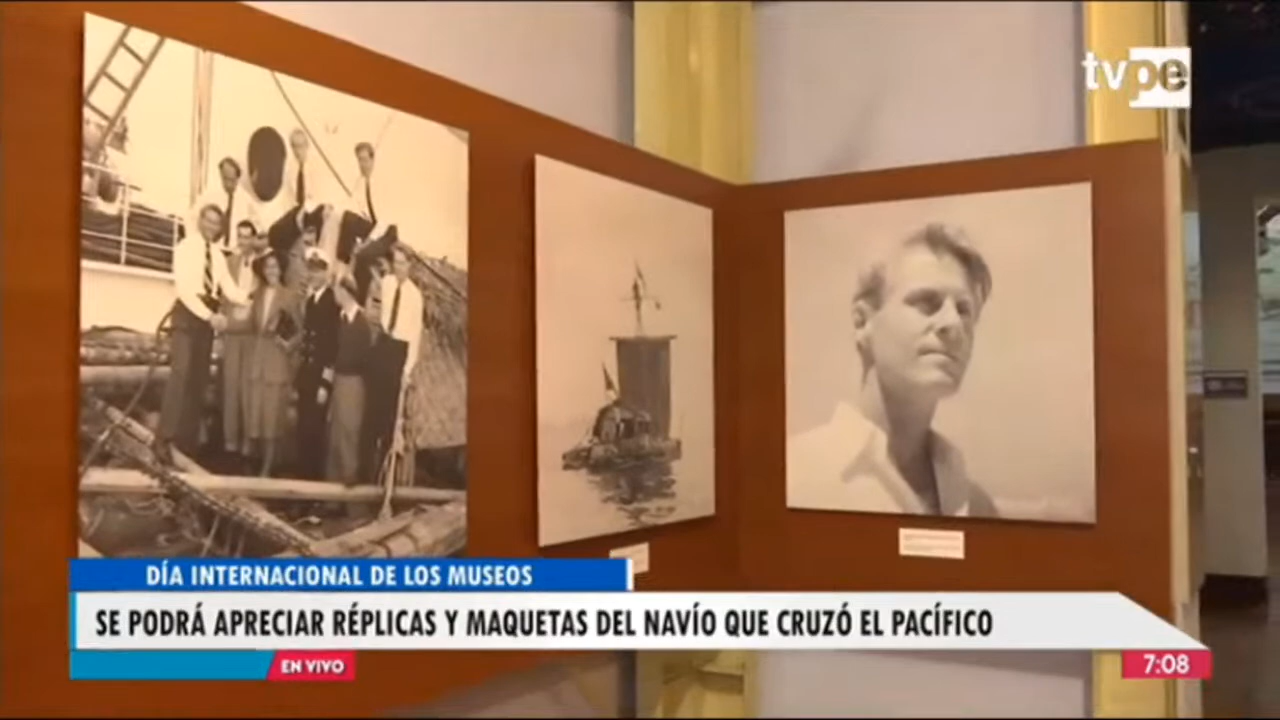 tvpe
DÍA INTERNACIONAL DE LOS MUSEOS
SE PODRÁ APRECIAR RÉPLICAS Y MAQUETAS DEL NAVÍO QUE CRUZÓ EL PACÍFICO
EN VIVO
7:08